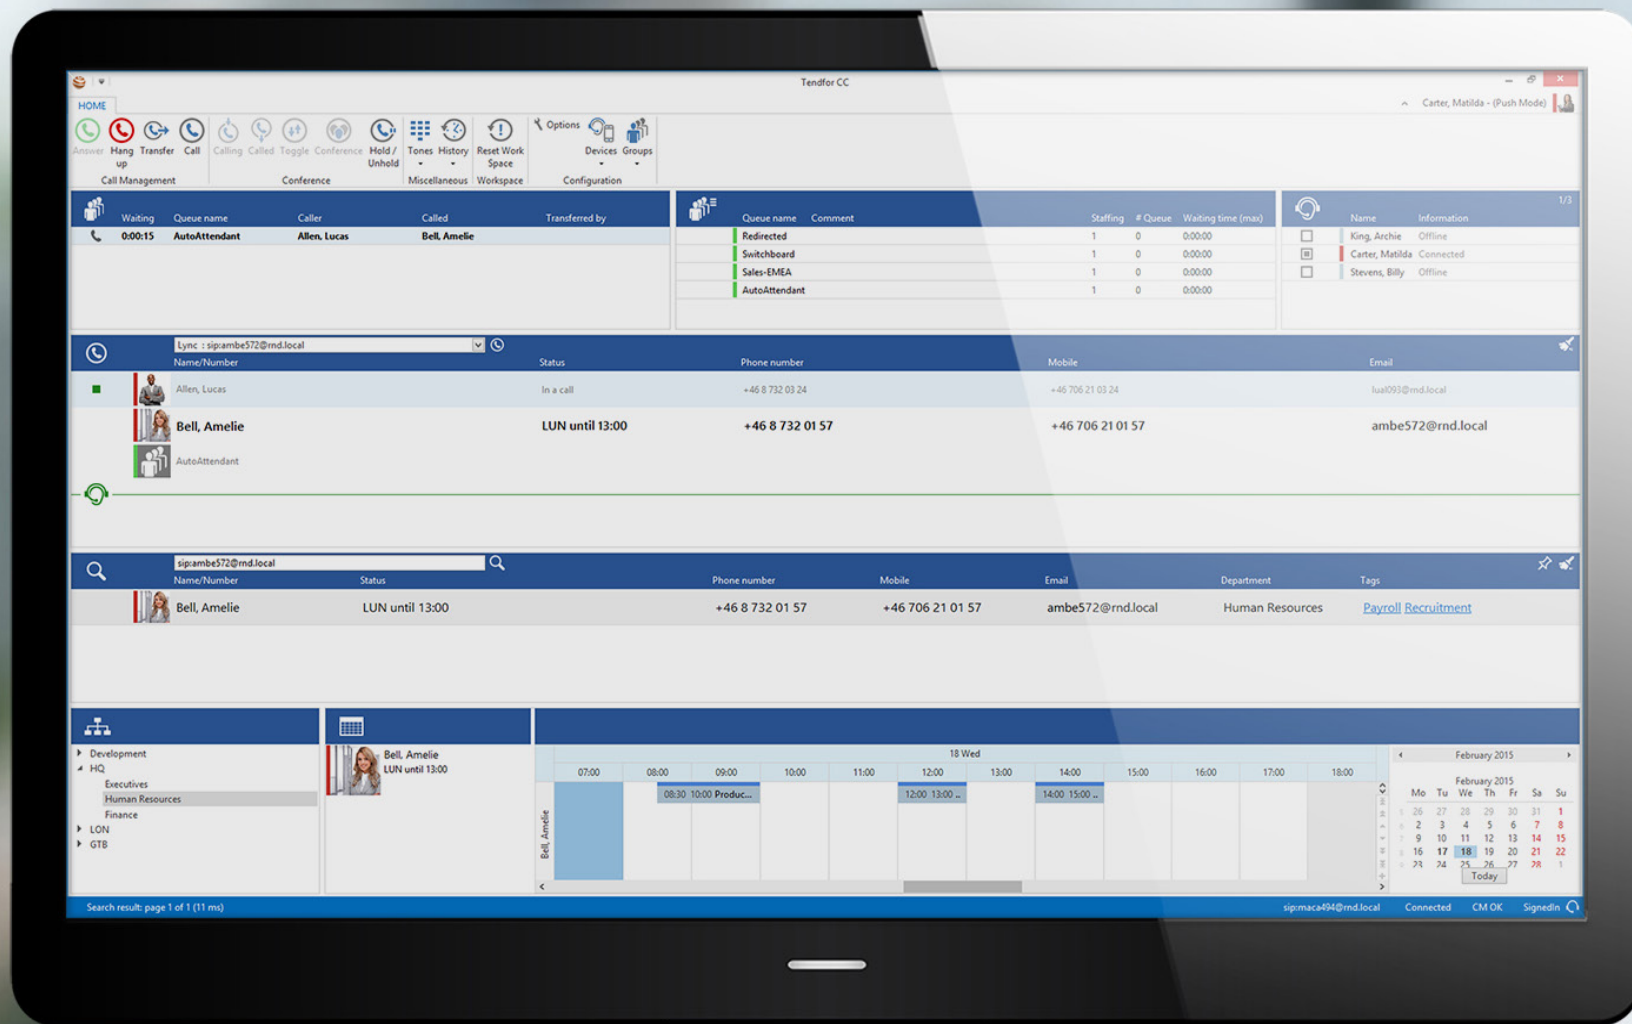 Tendfor CC
HOME
Carter, Matilda - (Push Mode)
Answer Hang up Transfer Call Calling Called Toggle Conference Hold / Unhold Tones History Reset Work Space Options Devices Groups
Call Management Conference Miscellaneous Workspace Configuration
Waiting Queue name Caller Called Transferred by
0:00:15 AutoAttendant Allen, Lucas Bell, Amelie
Queue name Comment Staffing # Queue Waiting time (max)
Redirected 1 0 0:00:00
Switchboard 1 0 0:00:00
Sales-EMEA 1 0 0:00:00
AutoAttendant 1 0 0:00:00
1/3
Name Information
King, Archie Offline
Carter, Matilda Connected
Stevens, Billy Offline
Lync : sip:ambe572@rnd.local
Name/Number Status Phone number Mobile Email
Allen, Lucas In a call +46 8 732 03 24 +46 706 21 03 24 lual093@rnd.local
Bell, Amelie LUN until 13:00 +46 8 732 01 57 +46 706 21 01 57 ambe572@rnd.local
AutoAttendant
sip:ambe572@rnd.local
Name/Number Status Phone number Mobile Email Department Tags
Bell, Amelie LUN until 13:00 +46 8 732 01 57 +46 706 21 01 57 ambe572@rnd.local Human Resources Payroll Recruitment
Development
HQ
Executives
Human Resources
Finance
LON
GTB
Bell, Amelie
LUN until 13:00
18 Wed
07:00 08:00 09:00 10:00 11:00 12:00 13:00 14:00 15:00 16:00 17:00 18:00
08:30 10:00 Produc... 12:00 13:00 .. 14:00 15:00 ..
Bell, Amelie
February 2015
February 2015
Mo Tu We Th Fr Sa Su
26 27 28 29 30 31 1
2 3 4 5 6 7 8
9 10 11 12 13 14 15
16 17 18 19 20 21 22
23 24 25 26 27 28 1
Today
Search result: page 1 of 1 (11 ms)
sip:maca494@rnd.local Connected CM OK SignedIn